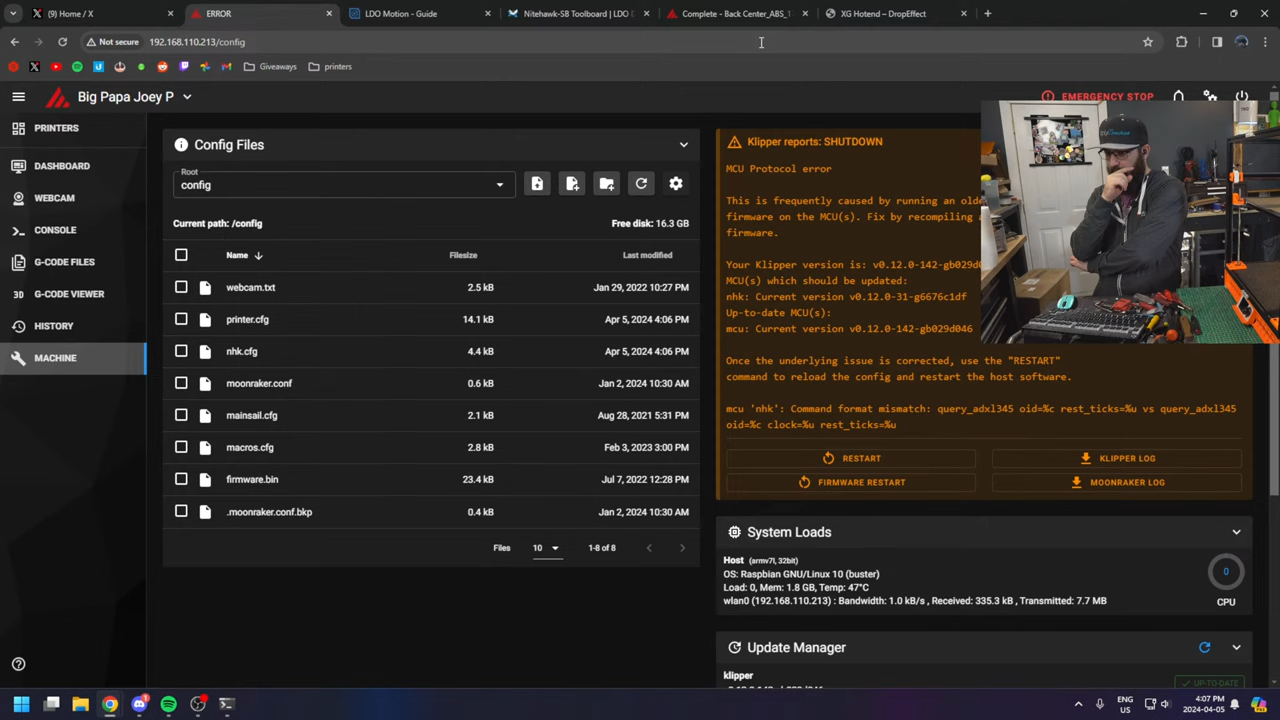 (9) Home / X
ERROR
LDO Motion - Guide
Nitehawk-SB Toolboard | LDO
Complete - Back Center_ABS_
XG Hotend – DropEffect
Not secure
192.168.110.213/config
Giveaways
printers
Big Papa Joey P
EMERGENCY STOP
PRINTERS
DASHBOARD
WEBCAM
CONSOLE
G-CODE FILES
G-CODE VIEWER
HISTORY
MACHINE
Config Files
Root
config
Current path: /config
Free disk: 16.3 GB
Name
Filesize
Last modified
webcam.txt 2.5 kB Jan 29, 2022 10:27 PM
printer.cfg 14.1 kB Apr 5, 2024 4:06 PM
nhk.cfg 4.4 kB Apr 5, 2024 4:06 PM
moonraker.conf 0.6 kB Jan 2, 2022 10:30 AM
mainsail.cfg 2.1 kB Aug 28, 2021 5:31 PM
macros.cfg 2.8 kB Feb 3, 2023 3:00 PM
firmware.bin 23.4 kB Jul 7, 2022 12:28 PM
.moonraker.conf.bkp 0.4 kB Jan 2, 2022 10:30 AM
Files 10 1-8 of 8
Klipper reports: SHUTDOWN
MCU Protocol error
This is frequently caused by running an olde
firmware on the MCU(s). Fix by recompiling
firmware.
Your Klipper version is: v0.12.0-142-gb029d
MCU(s) which should be updated:
nhk: Current version v0.12.0-31-g6676c1df
Up-to-date MCU(s):
mcu: Current version v0.12.0-142-gb029d046
Once the underlying issue is corrected, use the "RESTART"
command to reload the config and restart the host software.
mcu 'nhk': Command format mismatch: query_adxl345 oid=%c rest_ticks=%u vs query_adxl345
oid=%c clock=%u rest_ticks=%u
RESTART
KLIPPER LOG
FIRMWARE RESTART
MOONRAKER LOG
System Loads
Host (armv7l, 32bit)
OS: Raspbian GNU/Linux 10 (buster)
Load: 0, Mem: 1.8 GB, Temp: 47°C
wlan0 (192.168.110.213) : Bandwidth: 1.0 kB/s , Received: 335.3 kB , Transmitted: 7.7 MB
0
CPU
Update Manager
klipper
UP-TO-DATE
ENG
US
4:07 PM
2024-04-05